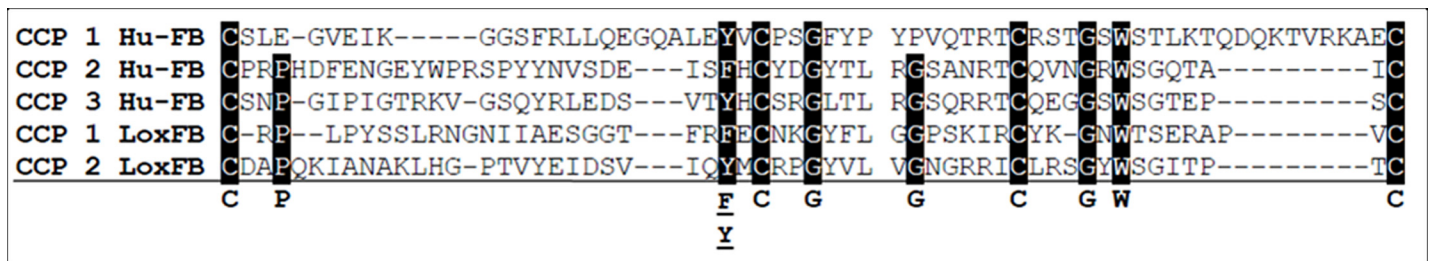 CCP 1 Hu-FB CSLE-GVEIK-----GGSFRLLQEGQALEYVCPSGFYP YPVQTRTCRSTGSWSTLKTQDQKTVRKAEC
CCP 2 Hu-FB CPRPHDFENGEYWPRSPYYNVSDE---ISFHCYDGYTL RGSANRTCQVNGRWSGQTA---------IC
CCP 3 Hu-FB CSNP-GIPIGTRKV-GSQYRLEDS---VTYHCSRGLTL RGSQRRTCQEGGSWSGTEP---------SC
CCP 1 LoxFB C-RP--LPYSSLRNGNIIAESGGT---FRFECNKGYFL GGPSKIRCYK-GNWTSERAP--------VC
CCP 2 LoxFB CDAPQKIANAKLHG-PTVYEIDSV---IQYMCRPGYVL VGNGRRICLRSGYWSGITP---------TC
C P F C G G C G W C
Y